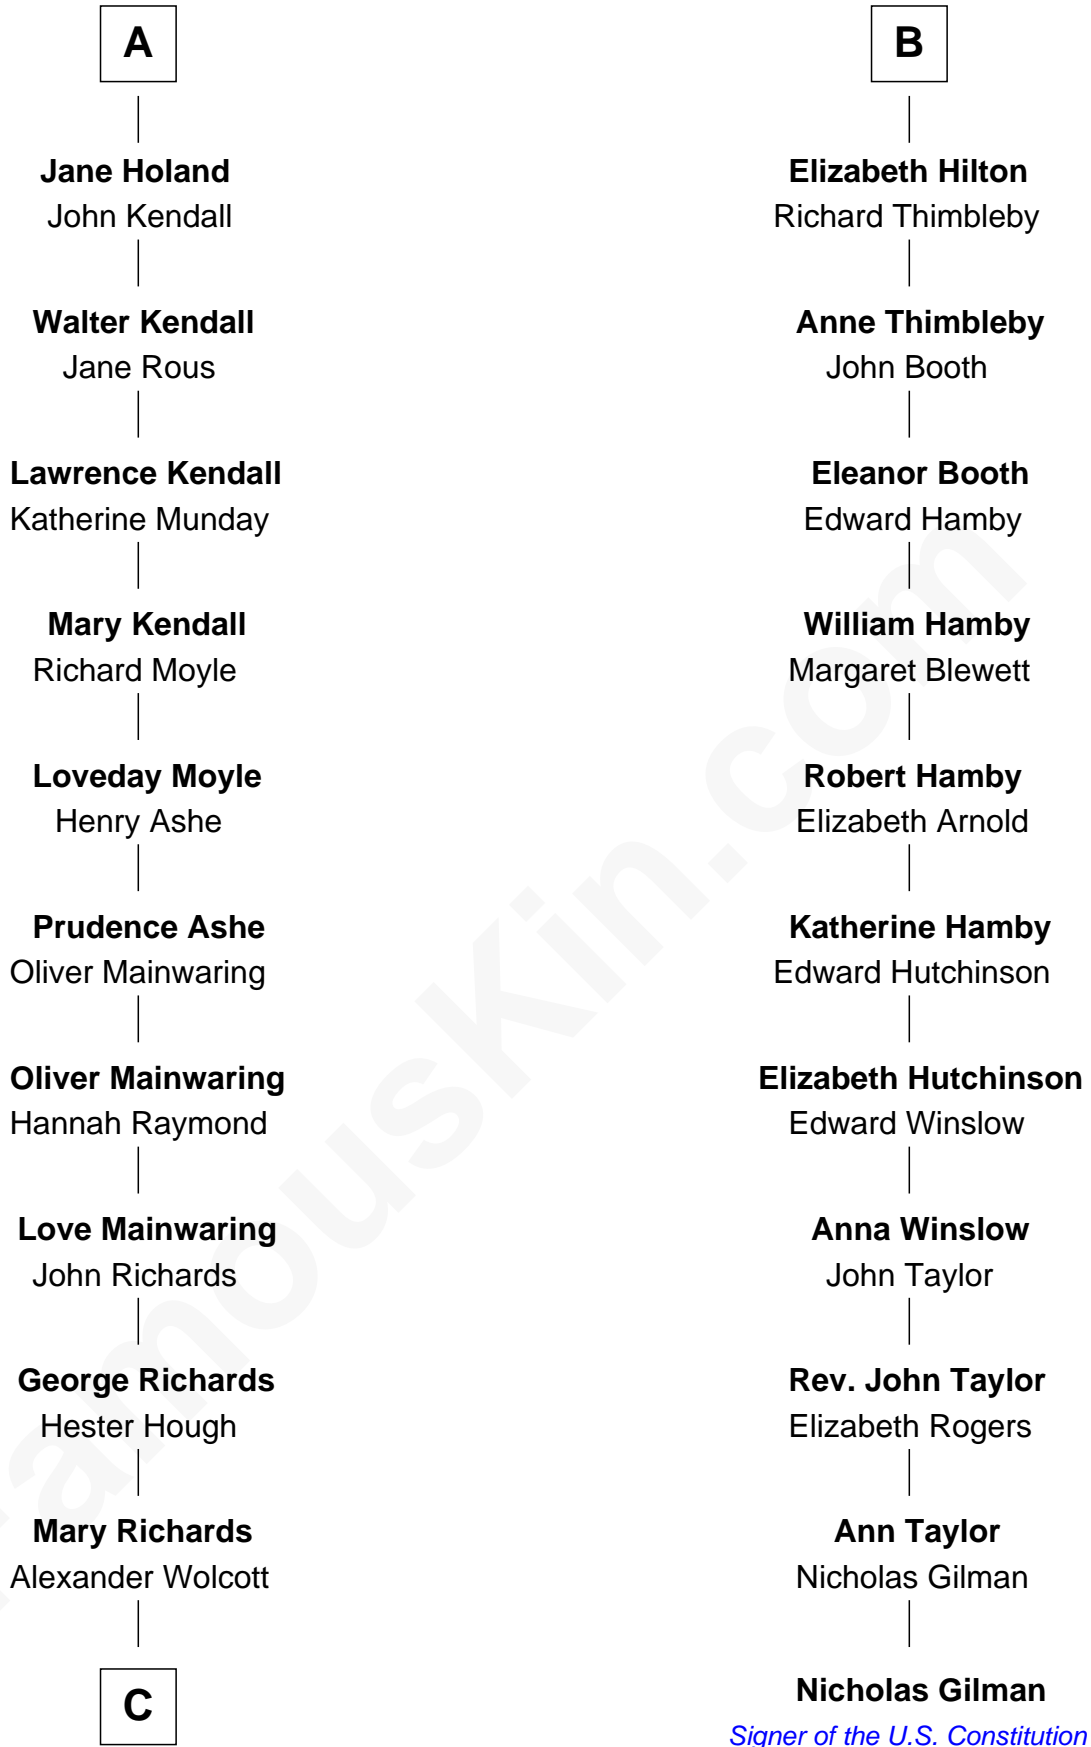 A
Jane Holand
John Kendall
Walter Kendall
Jane Rous
Lawrence Kendall
Katherine Munday
Mary Kendall
Richard Moyle
Loveday Moyle
Henry Ashe
Prudence Ashe
Oliver Mainwaring
Oliver Mainwaring
Hannah Raymond
Love Mainwaring
John Richards
George Richards
Hester Hough
Mary Richards
Alexander Wolcott
C
B
Elizabeth Hilton
Richard Thimbleby
Anne Thimbleby
John Booth
Eleanor Booth
Edward Hamby
William Hamby
Margaret Blewett
Robert Hamby
Elizabeth Arnold
Katherine Hamby
Edward Hutchinson
Elizabeth Hutchinson
Edward Winslow
Anna Winslow
John Taylor
Rev. John Taylor
Elizabeth Rogers
Ann Taylor
Nicholas Gilman
Nicholas Gilman
Signer of the U.S. Constitution
FamousKin.com